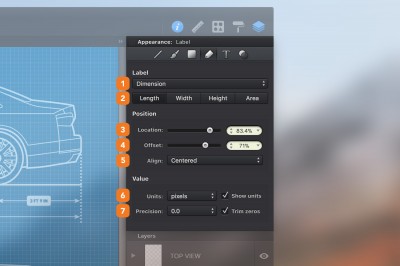 Appearance: Label
T
Label
1 Dimension
2 Length Width Height Area
Position
3 Location: 83.4%
4 Offset: 71%
5 Align: Centered
Value
6 Units: pixels Show units
7 Precision: 0.0 Trim zeros
Layers
TOP VIEW